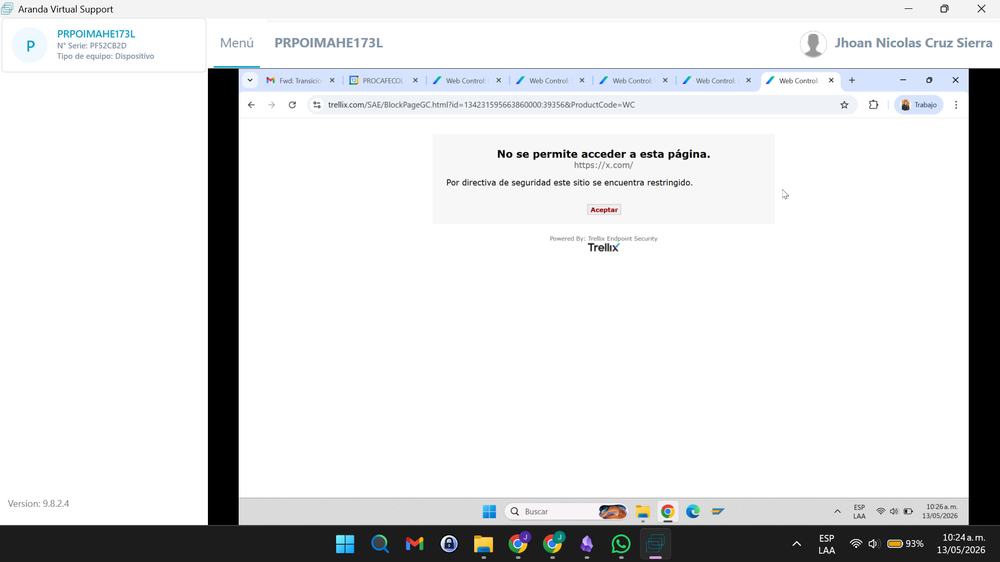 Aranda Virtual Support
P
PRPOIMAHE173L
N° Serie: PF52CB2D
Tipo de equipo: Dispositivo
Menú
PRPOIMAHE173L
Jhoan Nicolas Cruz Sierra
Fwd: Transició
13
PROCAFECOL
Web Control:
Web Control:
Web Control:
Web Control:
Web Control:
trellix.com/SAE/BlockPageGC.html?id=134231595663860000:39356&ProductCode=WC
Trabajo
No se permite acceder a esta página.
https://x.com/
Por directiva de seguridad este sitio se encuentra restringido.
Aceptar
Powered By: Trellix Endpoint Security
Trellix
Version: 9.8.2.4
Buscar
ESP
LAA
10:26 a. m.
13/05/2026
J
J
ESP
LAA
93%
10:24 a. m.
13/05/2026